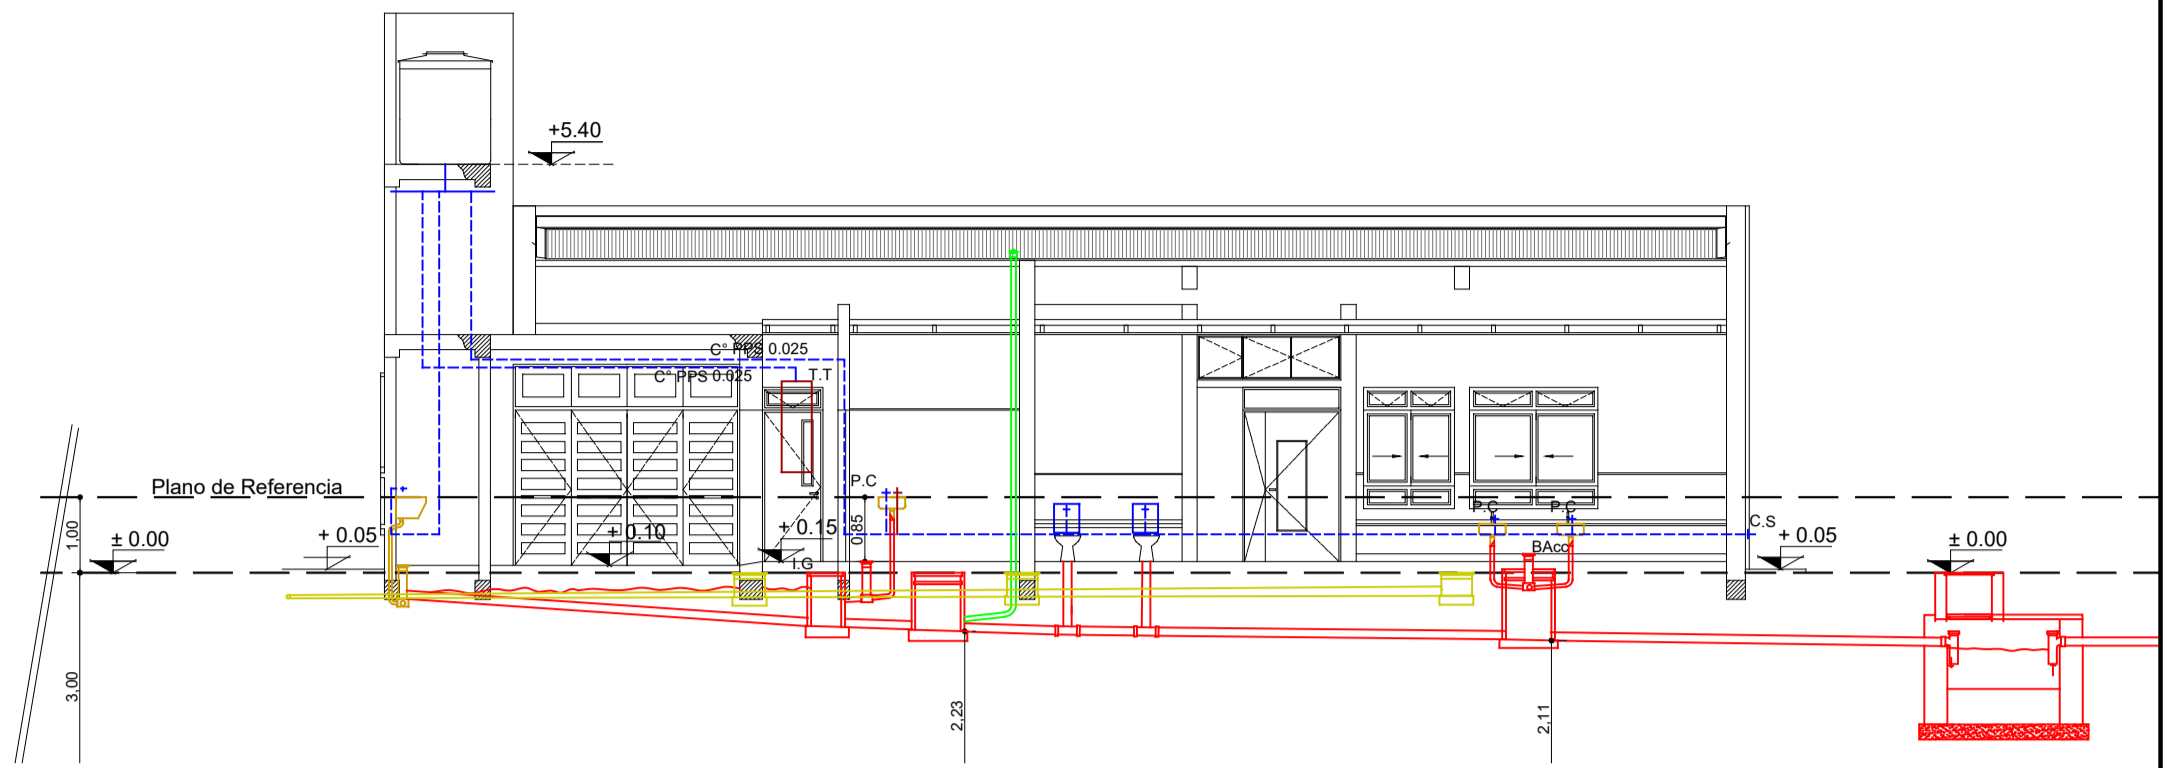 +5.40
C° PPS 0.025
C° PPS 0.025
T.T
Plano de Referencia
P.C
P.C
P.C
C.S
1,00
± 0.00
+ 0.05
+ 0.10
+ 0.15
0.85
I.G
BAcc
+ 0.05
± 0.00
3,00
2,23
2,11